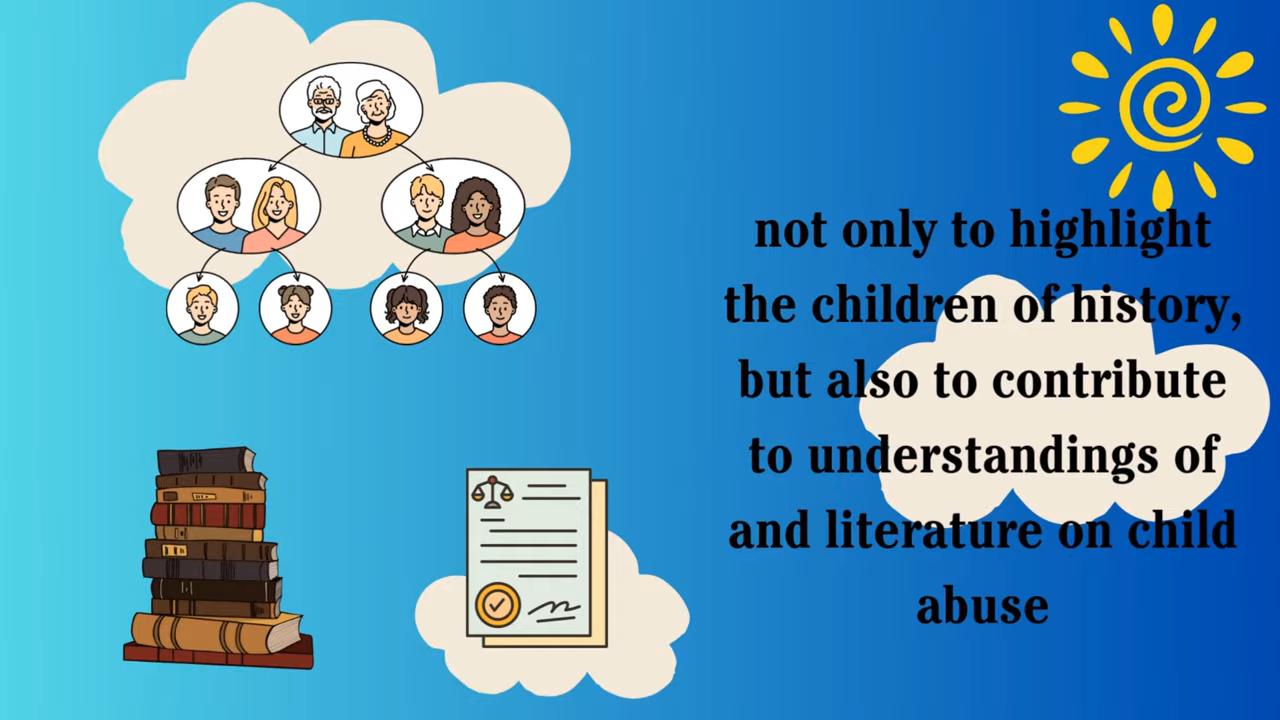 not only to highlight
the children of history,
but also to contribute
to understandings of
and literature on child
abuse